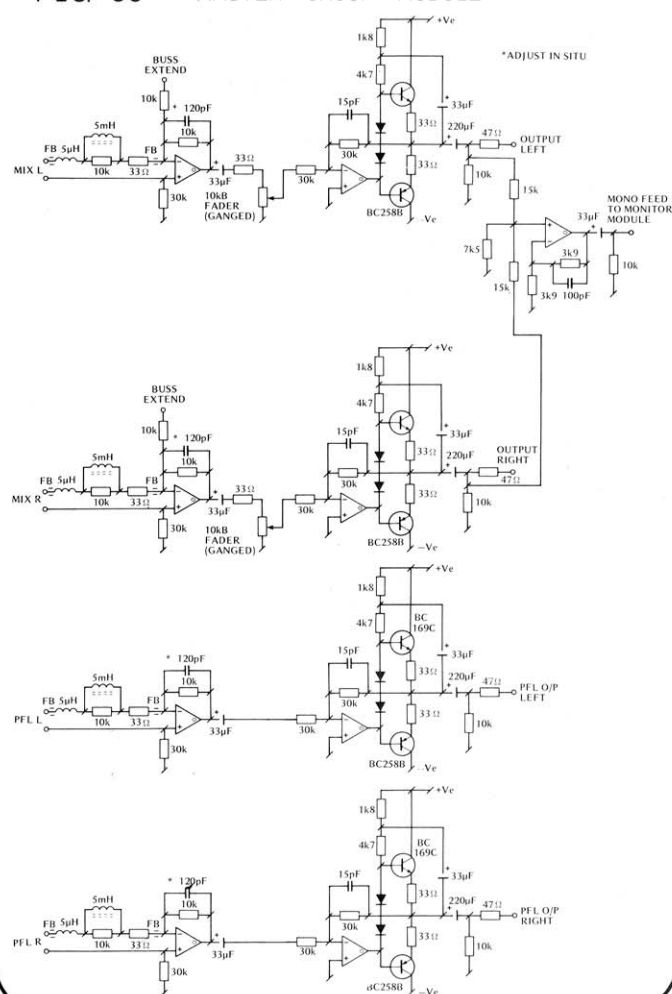 *ADJUST IN SITU
+Ve
1k8
4k7
BUSS
EXTEND
10k
* 120pF
10k
5mH
FB 5μH
10k
33Ω
FB
MIX L
30k
33μF
33Ω
10kB
FADER
(GANGED)
30k
15pF
30k
33Ω
33Ω
33μF
220μF
47Ω
OUTPUT
LEFT
10k
BC258B
-Ve
15k
7k5
15k
33μF
MONO FEED
TO MONITOR
MODULE
3k9
3k9
100pF
10k
+Ve
1k8
4k7
BUSS
EXTEND
10k
* 120pF
10k
5mH
FB 5μH
10k
33Ω
FB
MIX R
30k
33μF
33Ω
10kB
FADER
(GANGED)
30k
15pF
30k
33Ω
33Ω
33μF
220μF
47Ω
OUTPUT
RIGHT
10k
BC258B
-Ve
+Ve
1k8
4k7
BC
169C
* 120pF
10k
5mH
FB 5μH
10k
33Ω
FB
PFL L
30k
33μF
30k
15pF
30k
33Ω
33Ω
33μF
220μF
47Ω
PFL O/P
LEFT
10k
BC258B
-Ve
+Ve
1k8
4k7
BC
169C
* 120pF
10k
5mH
FB 5μH
10k
33Ω
FB
PFL R
30k
33μF
30k
15pF
30k
33Ω
33Ω
33μF
220μF
47Ω
PFL O/P
RIGHT
10k
BC258B
-Ve